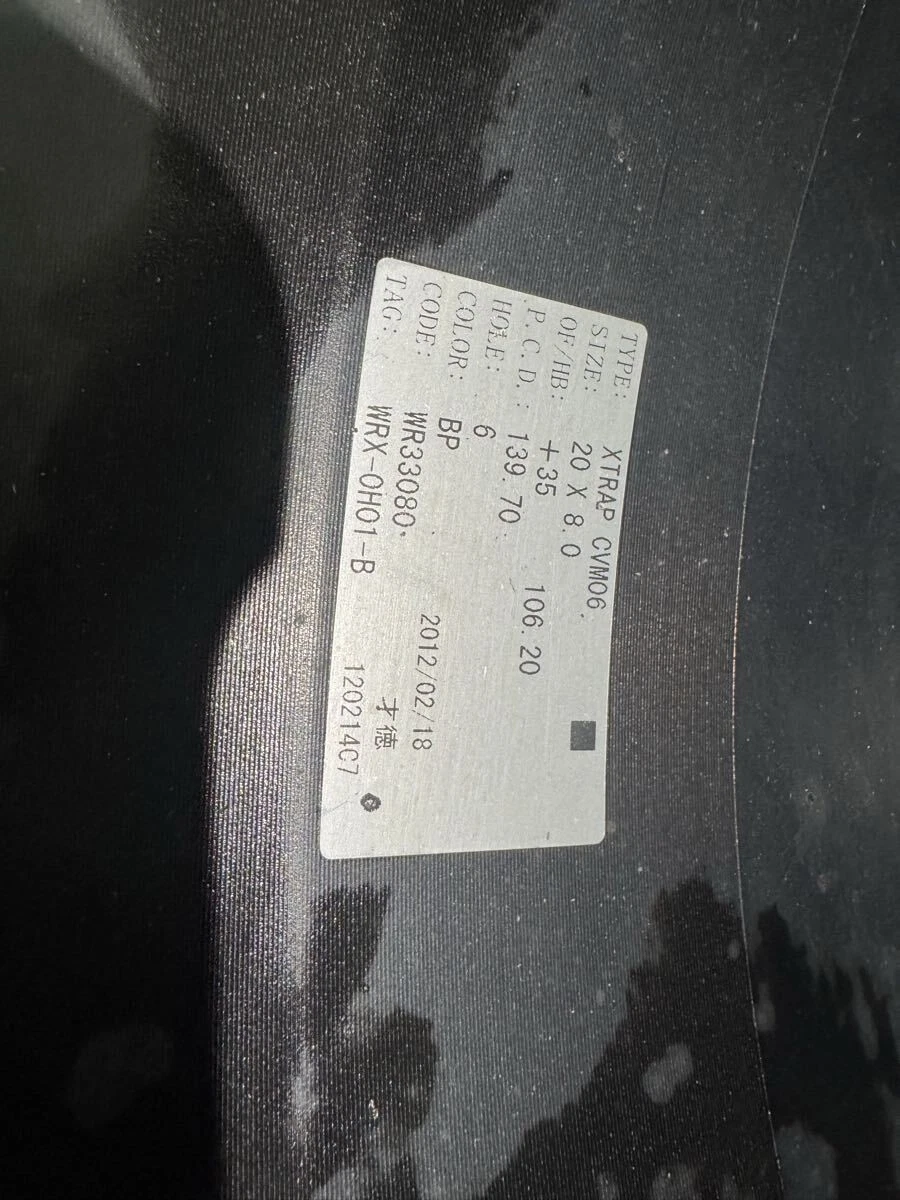 TYPE: XTRAP CVM06.
SIZE: 20 X 8.0
OF/HB: +35 106.20
P.C.D.: 139.70
HOLE: 6
COLOR: BP
CODE: WR33080 2012/02/18
TAG: WRX-0H01-B 才德
120214C7